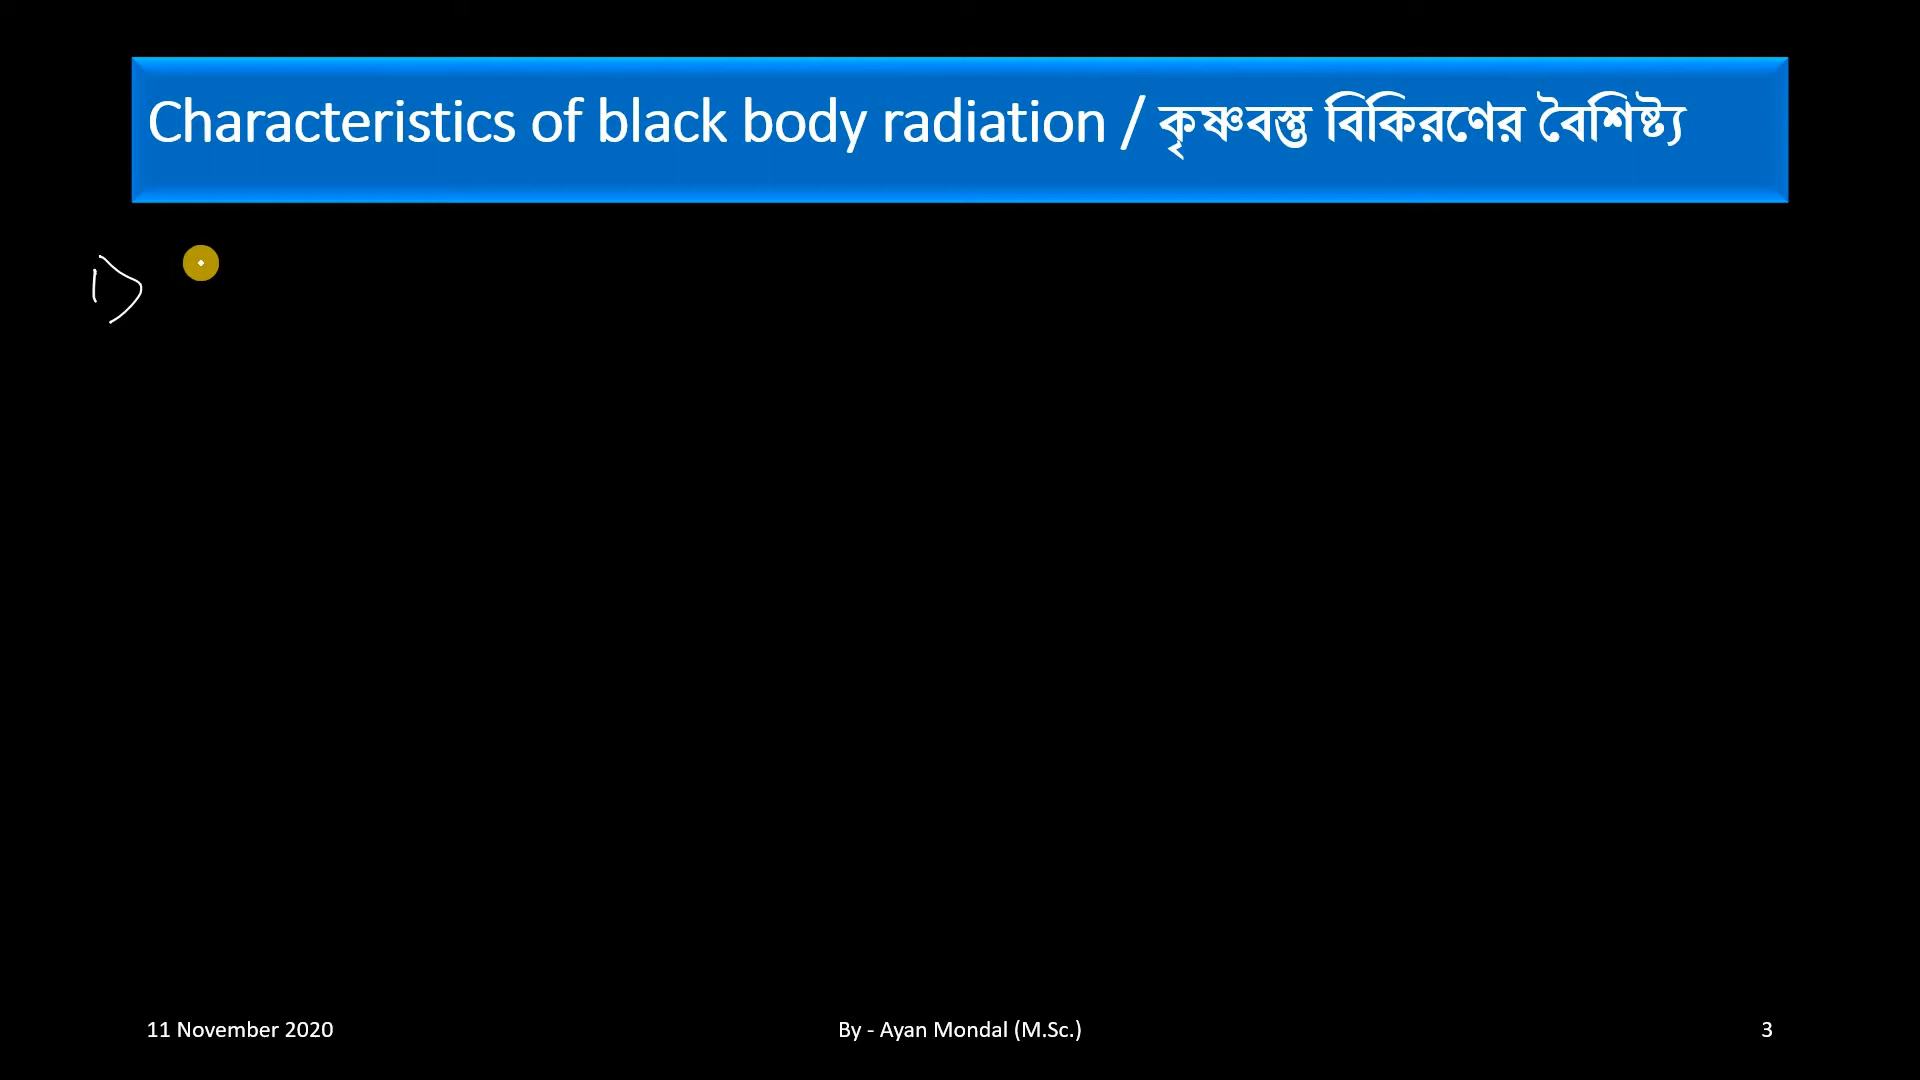 Characteristics of black body radiation / কৃষ্ণবস্তু বিকিরণের বৈশিষ্ট্য
1)
11 November 2020
By - Ayan Mondal (M.Sc.)
3